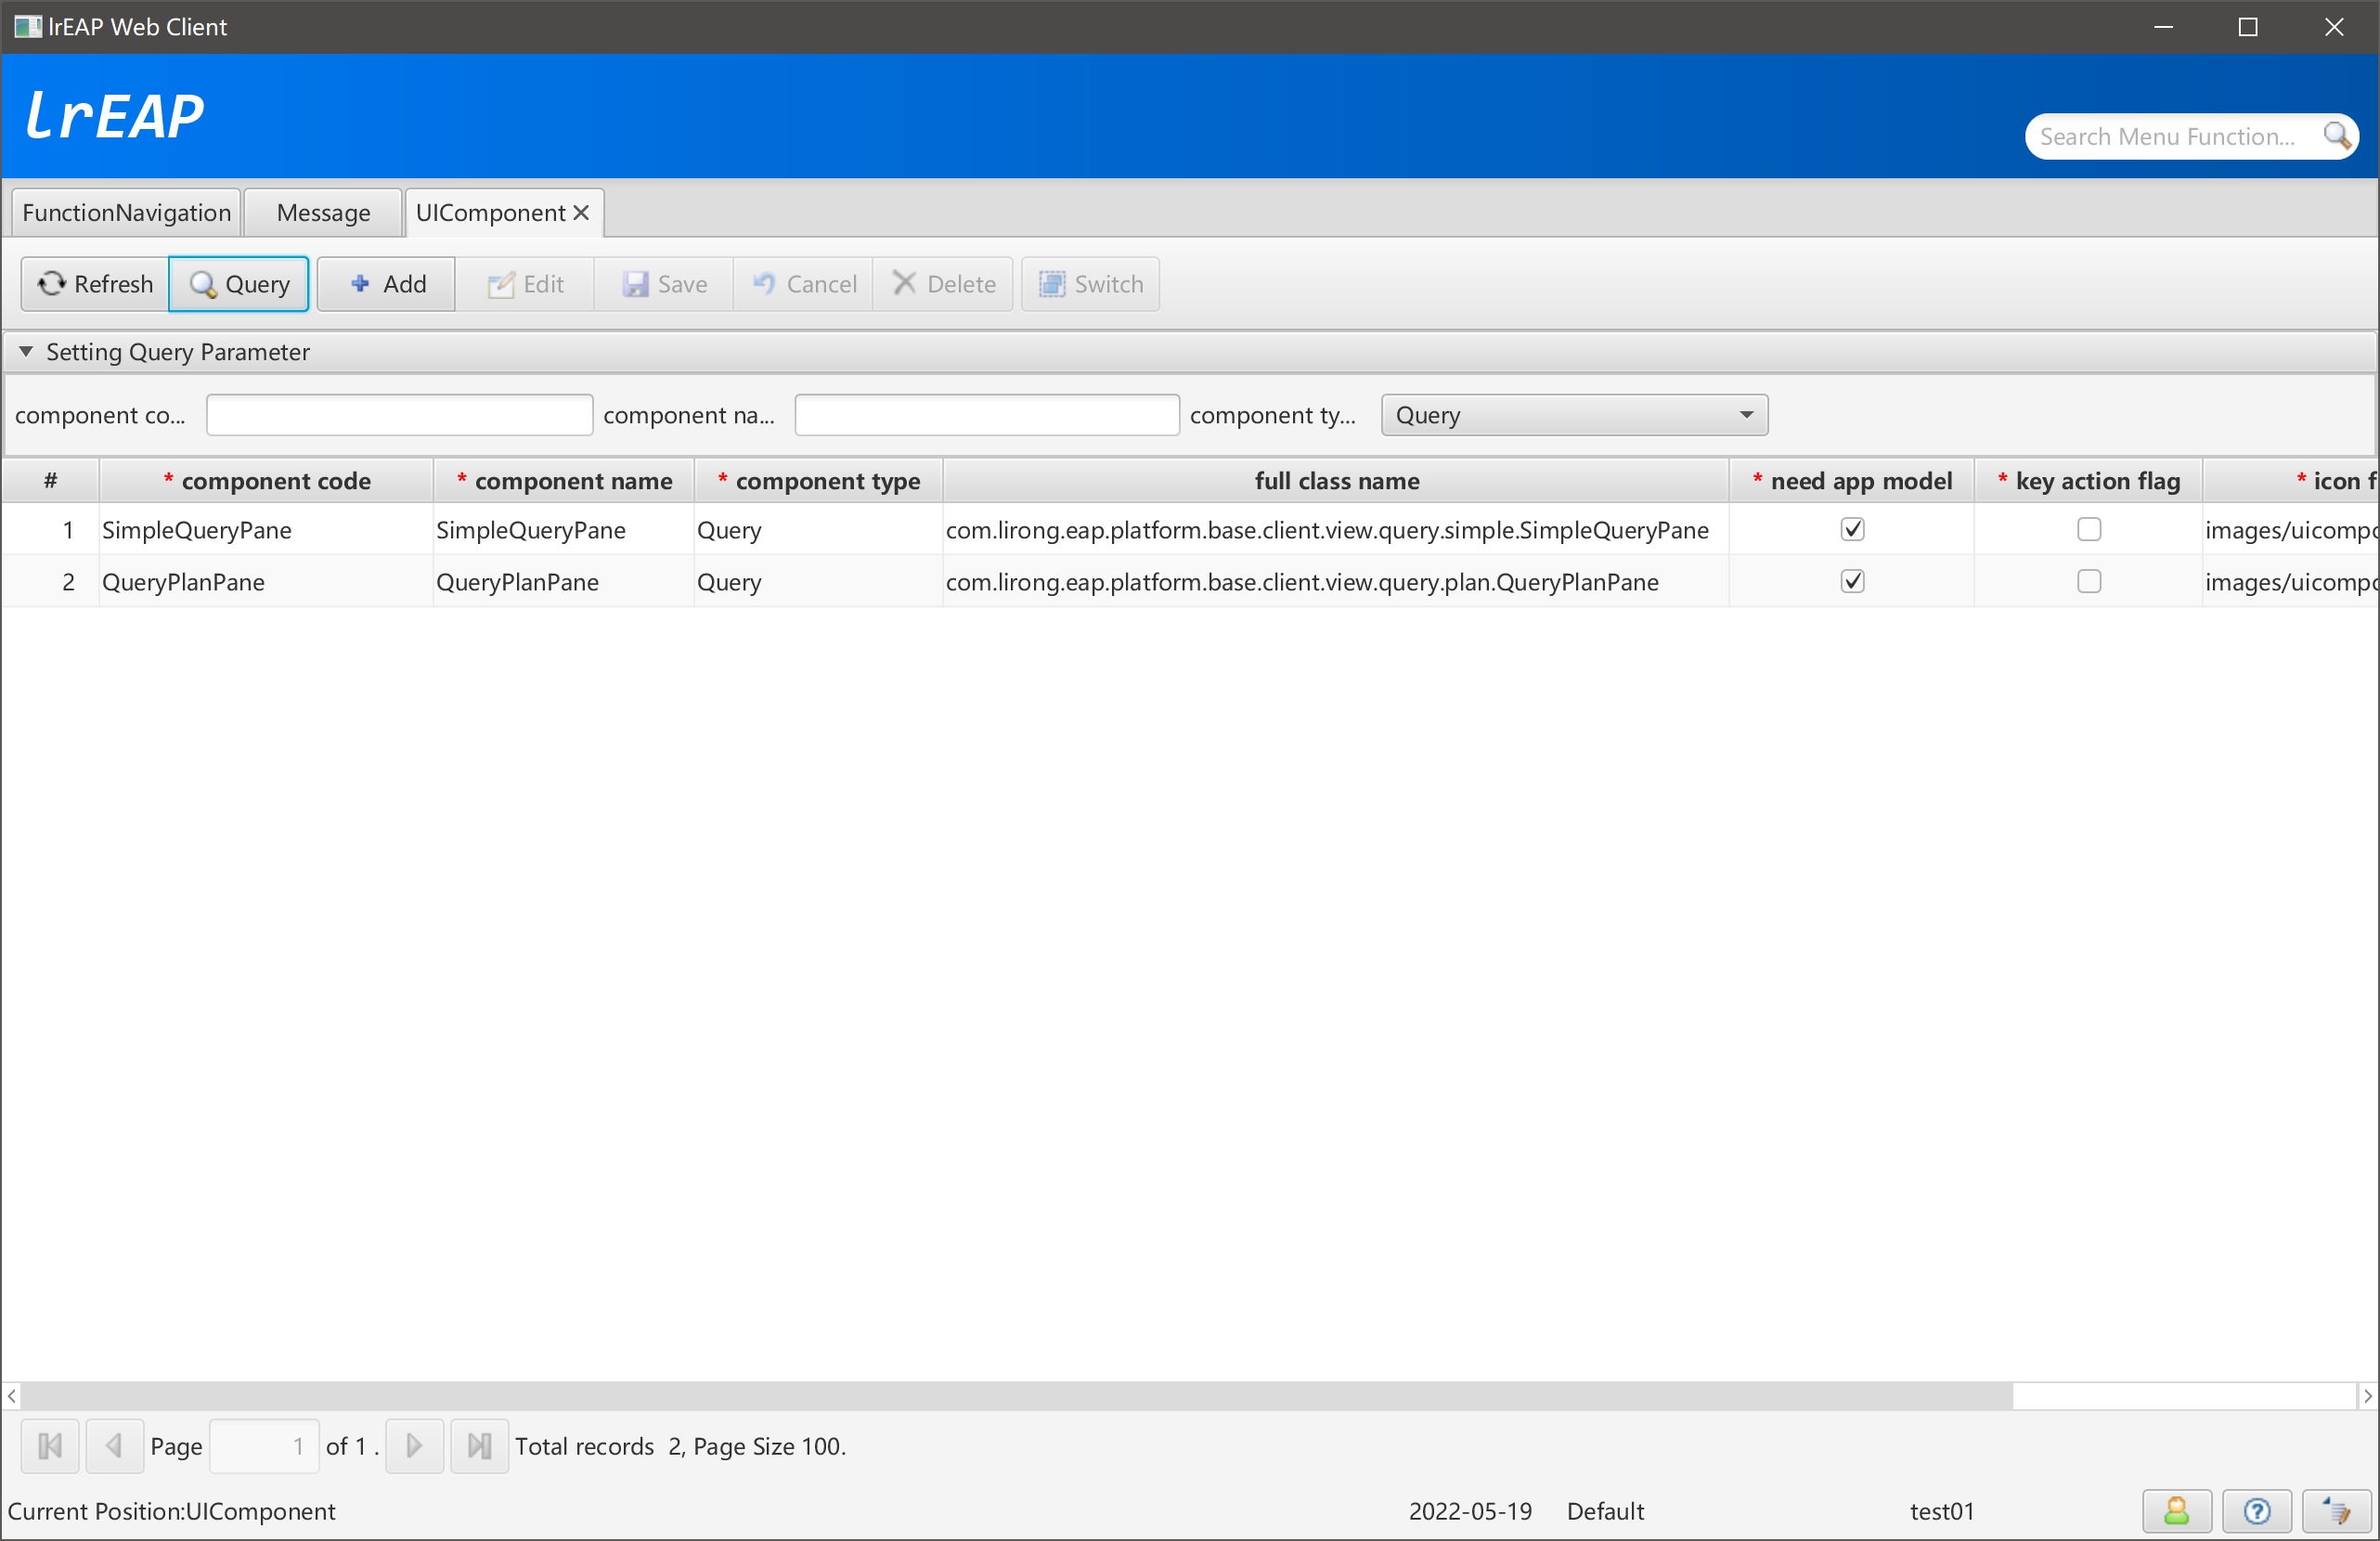 lrEAP Web Client
lrEAP
Search Menu Function...
FunctionNavigation Message UIComponent
Refresh Query Add Edit Save Cancel Delete Switch
Setting Query Parameter
component co... component na... component ty... Query
# * component code * component name * component type full class name * need app model * key action flag * icon f
1 SimpleQueryPane SimpleQueryPane Query com.lirong.eap.platform.base.client.view.query.simple.SimpleQueryPane images/uicompo
2 QueryPlanPane QueryPlanPane Query com.lirong.eap.platform.base.client.view.query.plan.QueryPlanPane images/uicompo
Page 1 of 1 . Total records 2, Page Size 100.
Current Position:UIComponent 2022-05-19 Default test01